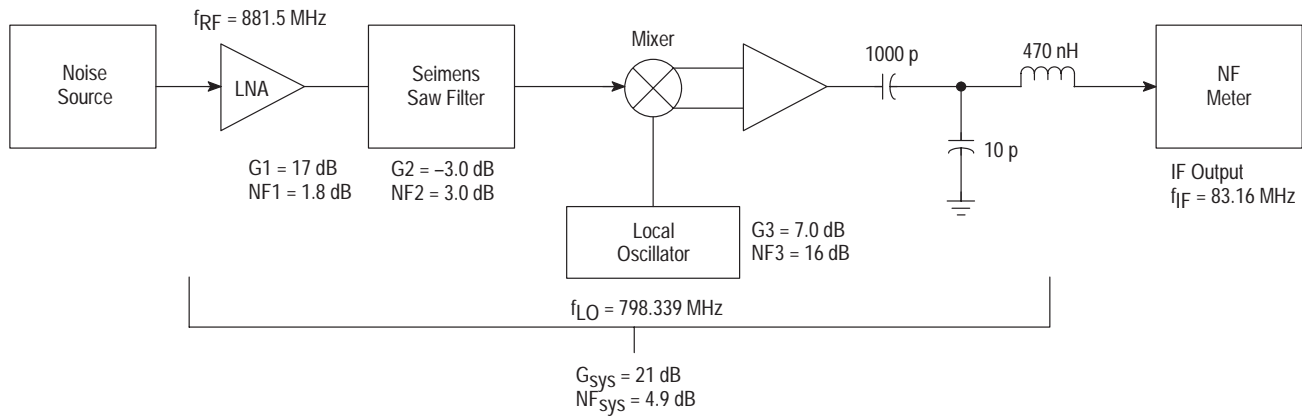 fRF = 881.5 MHz
Noise
Source
LNA
G1 = 17 dB
NF1 = 1.8 dB
Seimens
Saw Filter
G2 = –3.0 dB
NF2 = 3.0 dB
Mixer
Local
Oscillator
G3 = 7.0 dB
NF3 = 16 dB
fLO = 798.339 MHz
1000 p
10 p
470 nH
NF
Meter
IF Output
fIF = 83.16 MHz
Gsys = 21 dB
NFsys = 4.9 dB